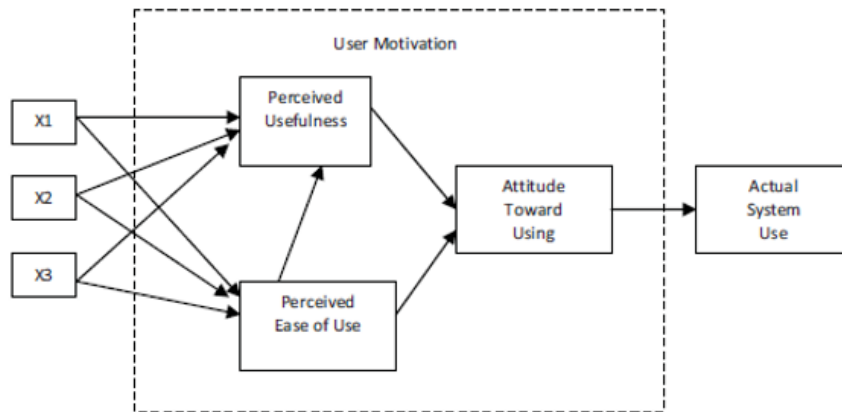 User Motivation
X1
X2
X3
Perceived
Usefulness
Perceived
Ease of Use
Attitude
Toward
Using
Actual
System
Use